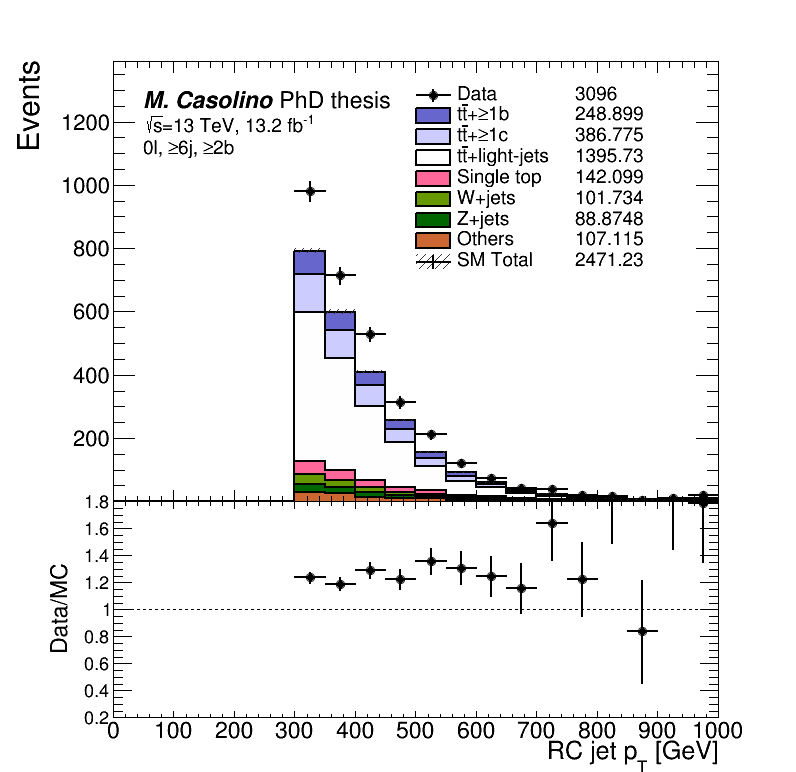 Events
M. Casolino PhD thesis
√s=13 TeV, 13.2 fb⁻¹
0l, ≥6j, ≥2b
Data 3096
tt̄+≥1b 248.899
tt̄+≥1c 386.775
tt̄+light-jets 1395.73
Single top 142.099
W+jets 101.734
Z+jets 88.8748
Others 107.115
SM Total 2471.23
1200
1000
800
600
400
200
Data/MC
1.8
1.6
1.4
1.2
1
0.8
0.6
0.4
0.2
0 100 200 300 400 500 600 700 800 900 1000
RC jet p_T [GeV]